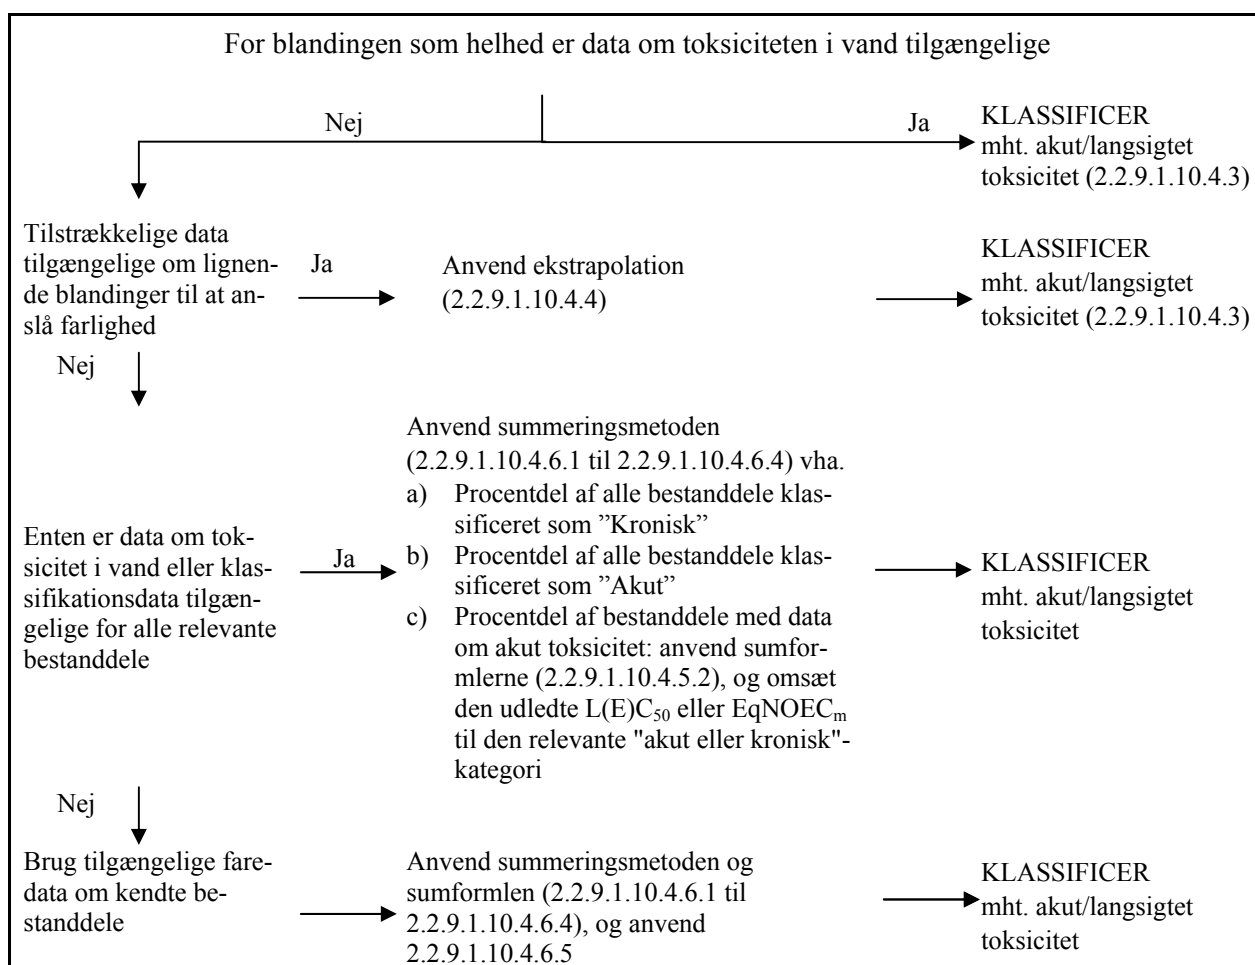 For blandingen som helhed er data om toksiciteten i vand tilgængelige
Nej
Ja
KLASSIFICER
mht. akut/langsigtet
toksicitet (2.2.9.1.10.4.3)
Tilstrækkelige data
tilgængelige om lignen-
de blandinger til at an-
slå farlighed
Ja
Anvend ekstrapolation
(2.2.9.1.10.4.4)
KLASSIFICER
mht. akut/langsigtet
toksicitet (2.2.9.1.10.4.3)
Nej
Enten er data om tok-
sicitet i vand eller klas-
sifikationsdata tilgæn-
gelige for alle relevante
bestanddele
Ja
Anvend summeringsmetoden
(2.2.9.1.10.4.6.1 til 2.2.9.1.10.4.6.4) vha.
a) Procentdel af alle bestanddele klas-
sificeret som ”Kronisk”
b) Procentdel af alle bestanddele klas-
sificeret som ”Akut”
c) Procentdel af bestanddele med data
om akut toksicitet: anvend sumfor-
mlerne (2.2.9.1.10.4.5.2), og omsæt
den udledte L(E)C50 eller EqNOECm
til den relevante "akut eller kronisk"-
kategori
KLASSIFICER
mht. akut/langsigtet
toksicitet
Nej
Brug tilgængelige fare-
data om kendte be-
standdele
Anvend summeringsmetoden og
sumformlen (2.2.9.1.10.4.6.1 til
2.2.9.1.10.4.6.4), og anvend
2.2.9.1.10.4.6.5
KLASSIFICER
mht. akut/langsigtet
toksicitet